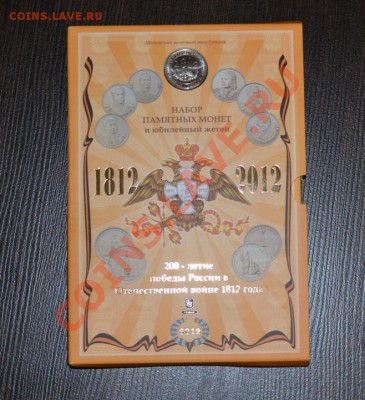 COINS.LAVE.RU
НАБОР
ПАМЯТНЫХ МОНЕТ
и юбилейный жетон
1812 2012
200 - летие
победы России в
Отечественной войне 1812 года
2012
COINS.LAVE.RU